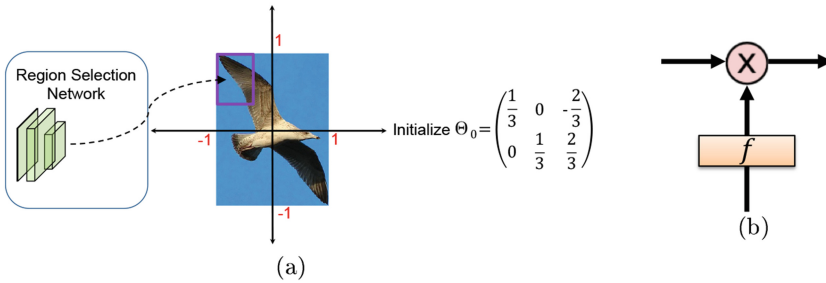 Region Selection
Network
1
-1
1
-1
Initialize Θ₀=
1/3 0 -2/3
0 1/3 2/3
(a)
X
f
(b)